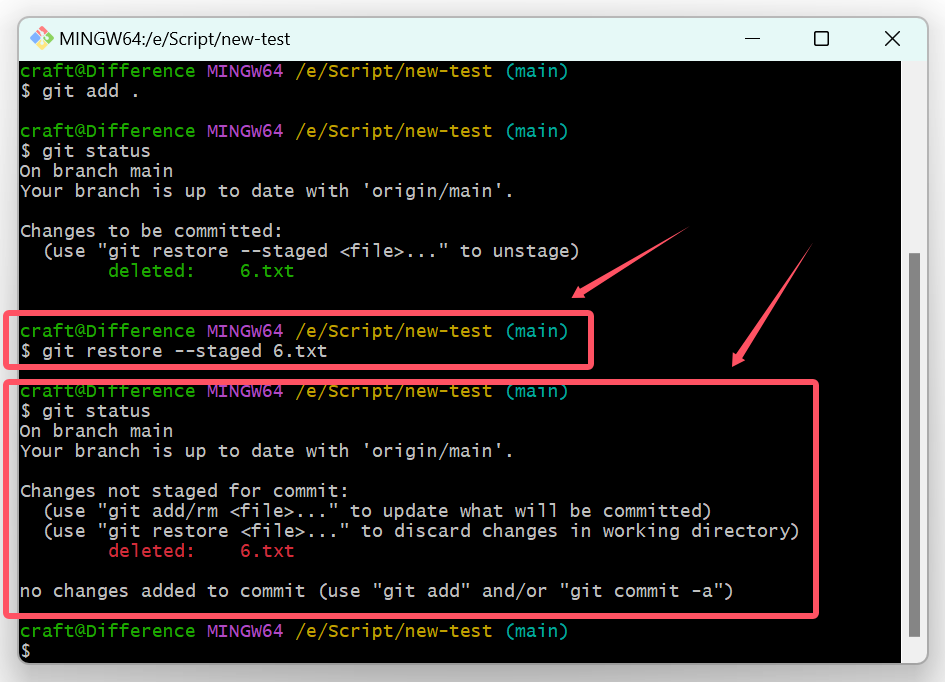 MINGW64:/e/Script/new-test
craft@Difference MINGW64 /e/Script/new-test (main)
$ git add .
craft@Difference MINGW64 /e/Script/new-test (main)
$ git status
On branch main
Your branch is up to date with 'origin/main'.
Changes to be committed:
  (use "git restore --staged <file>..." to unstage)
        deleted:    6.txt
craft@Difference MINGW64 /e/Script/new-test (main)
$ git restore --staged 6.txt
craft@Difference MINGW64 /e/Script/new-test (main)
$ git status
On branch main
Your branch is up to date with 'origin/main'.
Changes not staged for commit:
  (use "git add/rm <file>..." to update what will be committed)
  (use "git restore <file>..." to discard changes in working directory)
        deleted:    6.txt
no changes added to commit (use "git add" and/or "git commit -a")
craft@Difference MINGW64 /e/Script/new-test (main)
$